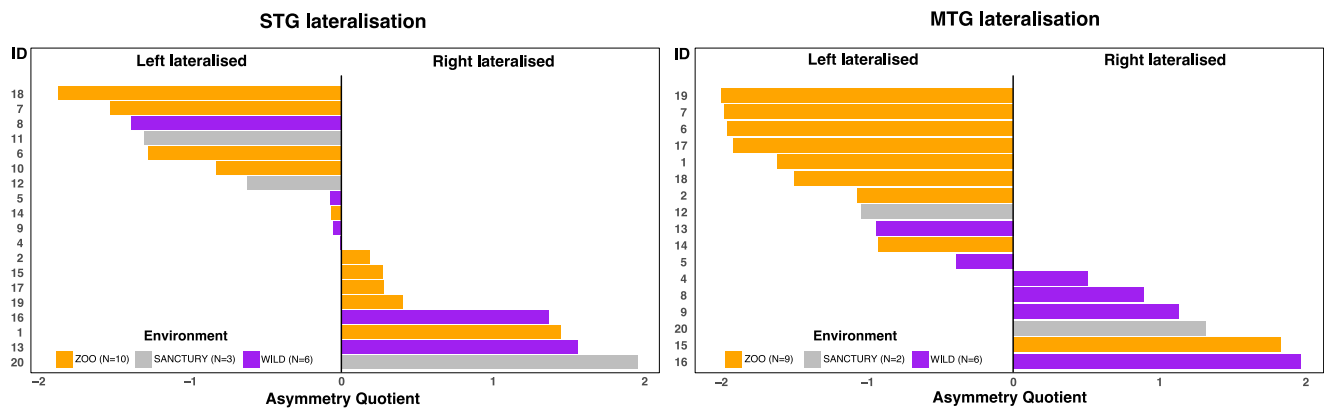 STG lateralisation
ID
Left lateralised
Right lateralised
18
7
8
11
6
10
12
5
14
9
4
2
15
17
19
16
1
13
20
Environment
ZOO (N=10)
SANCTURY (N=3)
WILD (N=6)
−2
−1
0
1
2
Asymmetry Quotient
MTG lateralisation
ID
Left lateralised
Right lateralised
19
7
6
17
1
18
2
12
13
14
5
4
8
9
20
15
16
Environment
ZOO (N=9)
SANCTURY (N=2)
WILD (N=6)
−2
−1
0
1
2
Asymmetry Quotient